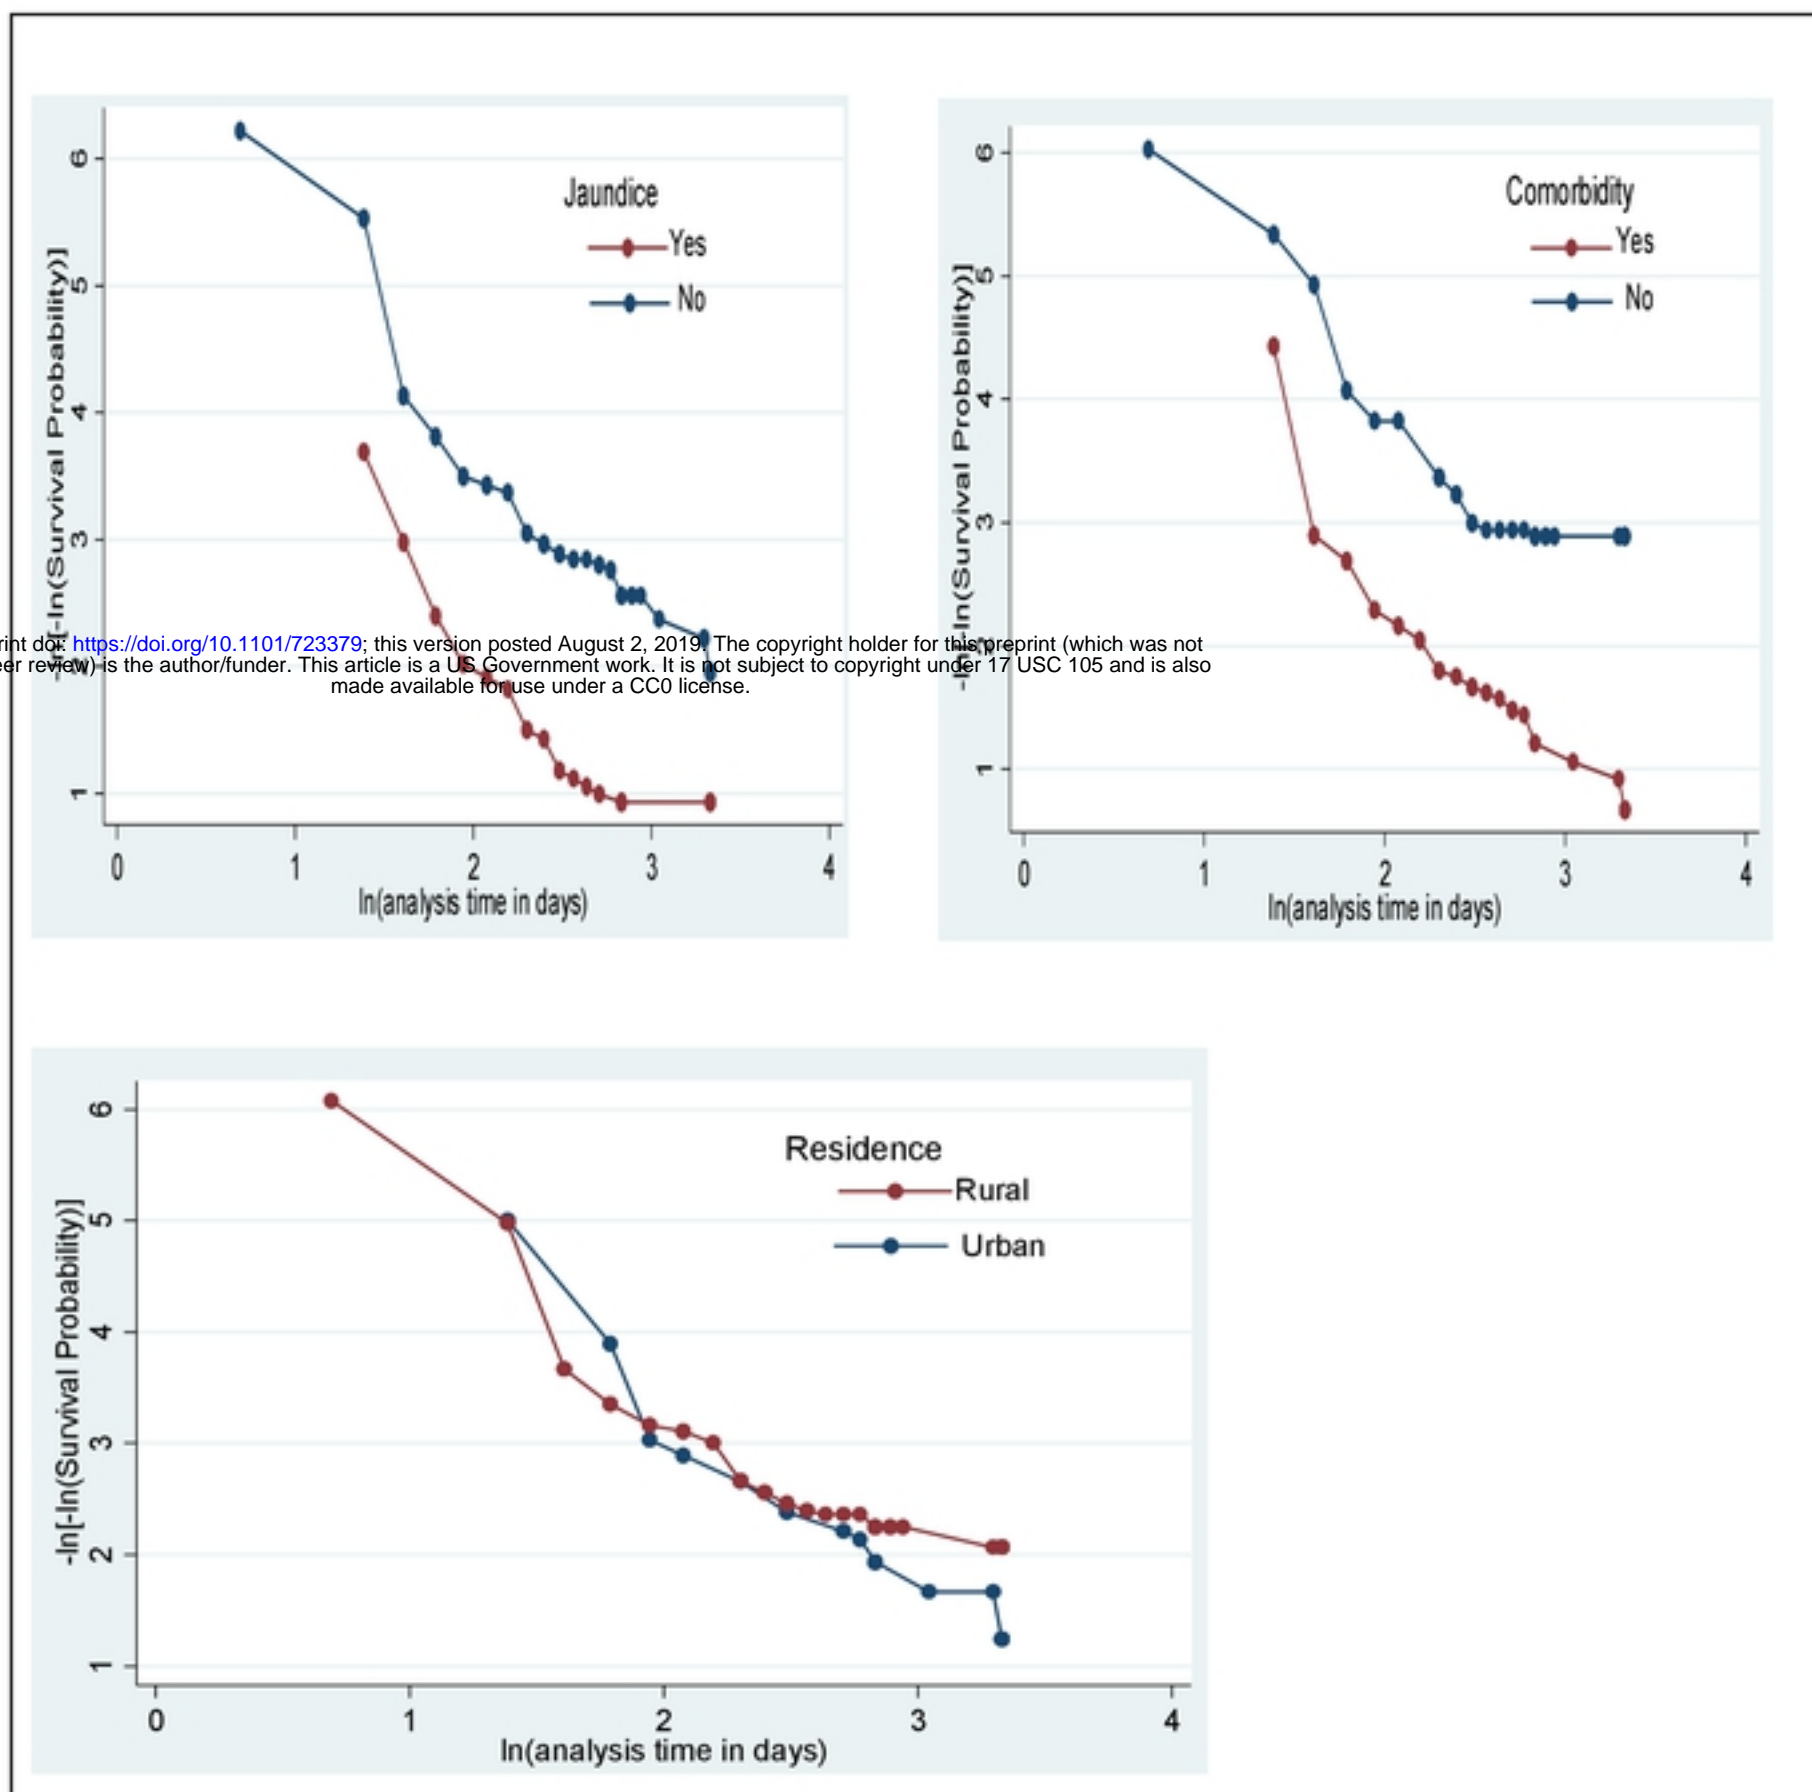 Jaundice
Yes
No
-ln[-ln(Survival Probability)]
6
5
4
3
2
1
0 1 2 3 4
ln(analysis time in days)
Comorbidity
Yes
No
-ln[-ln(Survival Probability)]
6
5
4
3
2
1
0 1 2 3 4
ln(analysis time in days)
rint doi: https://doi.org/10.1101/723379; this version posted August 2, 2019. The copyright holder for this preprint (which was not
eer review) is the author/funder. This article is a US Government work. It is not subject to copyright under 17 USC 105 and is also
made available for use under a CC0 license.
Residence
Rural
Urban
-ln[-ln(Survival Probability)]
6
5
4
3
2
1
0 1 2 3 4
ln(analysis time in days)